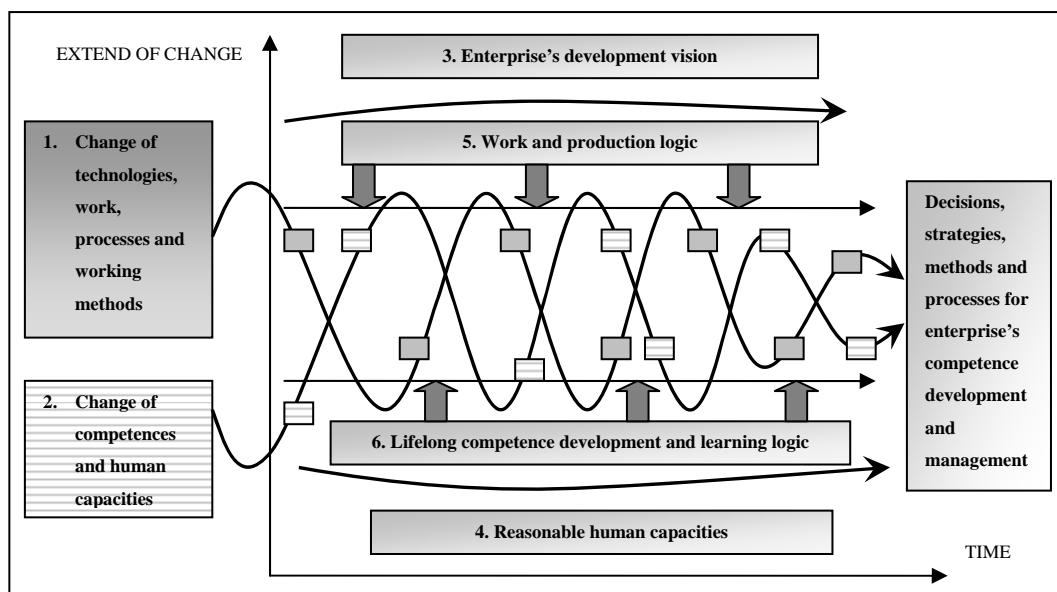 EXTEND OF CHANGE
3. Enterprise's development vision
1. Change of
technologies,
work,
processes and
working
methods
5. Work and production logic
Decisions,
strategies,
methods and
processes for
enterprise's
competence
development
and
management
2. Change of
competences
and human
capacities
6. Lifelong competence development and learning logic
4. Reasonable human capacities
TIME